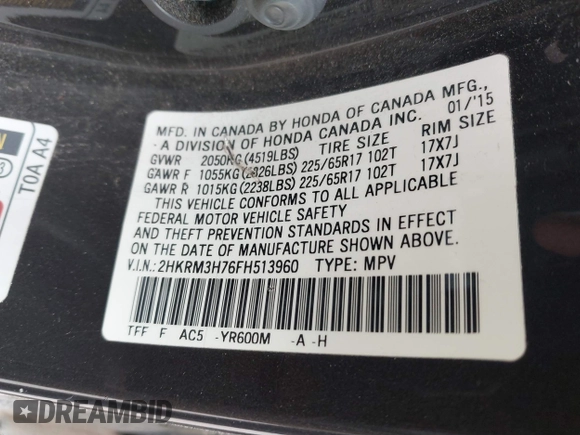 MFD. IN CANADA BY HONDA OF CANADA MFG.,
- A DIVISION OF HONDA CANADA INC. 01/'15
GVWR 2050KG (4519LBS) TIRE SIZE RIM SIZE
GAWR F 1055KG (2326LBS) 225/65R17 102T 17X7J
GAWR R 1015KG (2238LBS) 225/65R17 102T 17X7J
THIS VEHICLE CONFORMS TO ALL APPLICABLE
FEDERAL MOTOR VEHICLE SAFETY
AND THEFT PREVENTION STANDARDS IN EFFECT
ON THE DATE OF MANUFACTURE SHOWN ABOVE.
V.I.N.: 2HKRM3H76FH513960 TYPE: MPV
TFF F AC5 -YR600M -A -H
T0A A4
DREAMBID